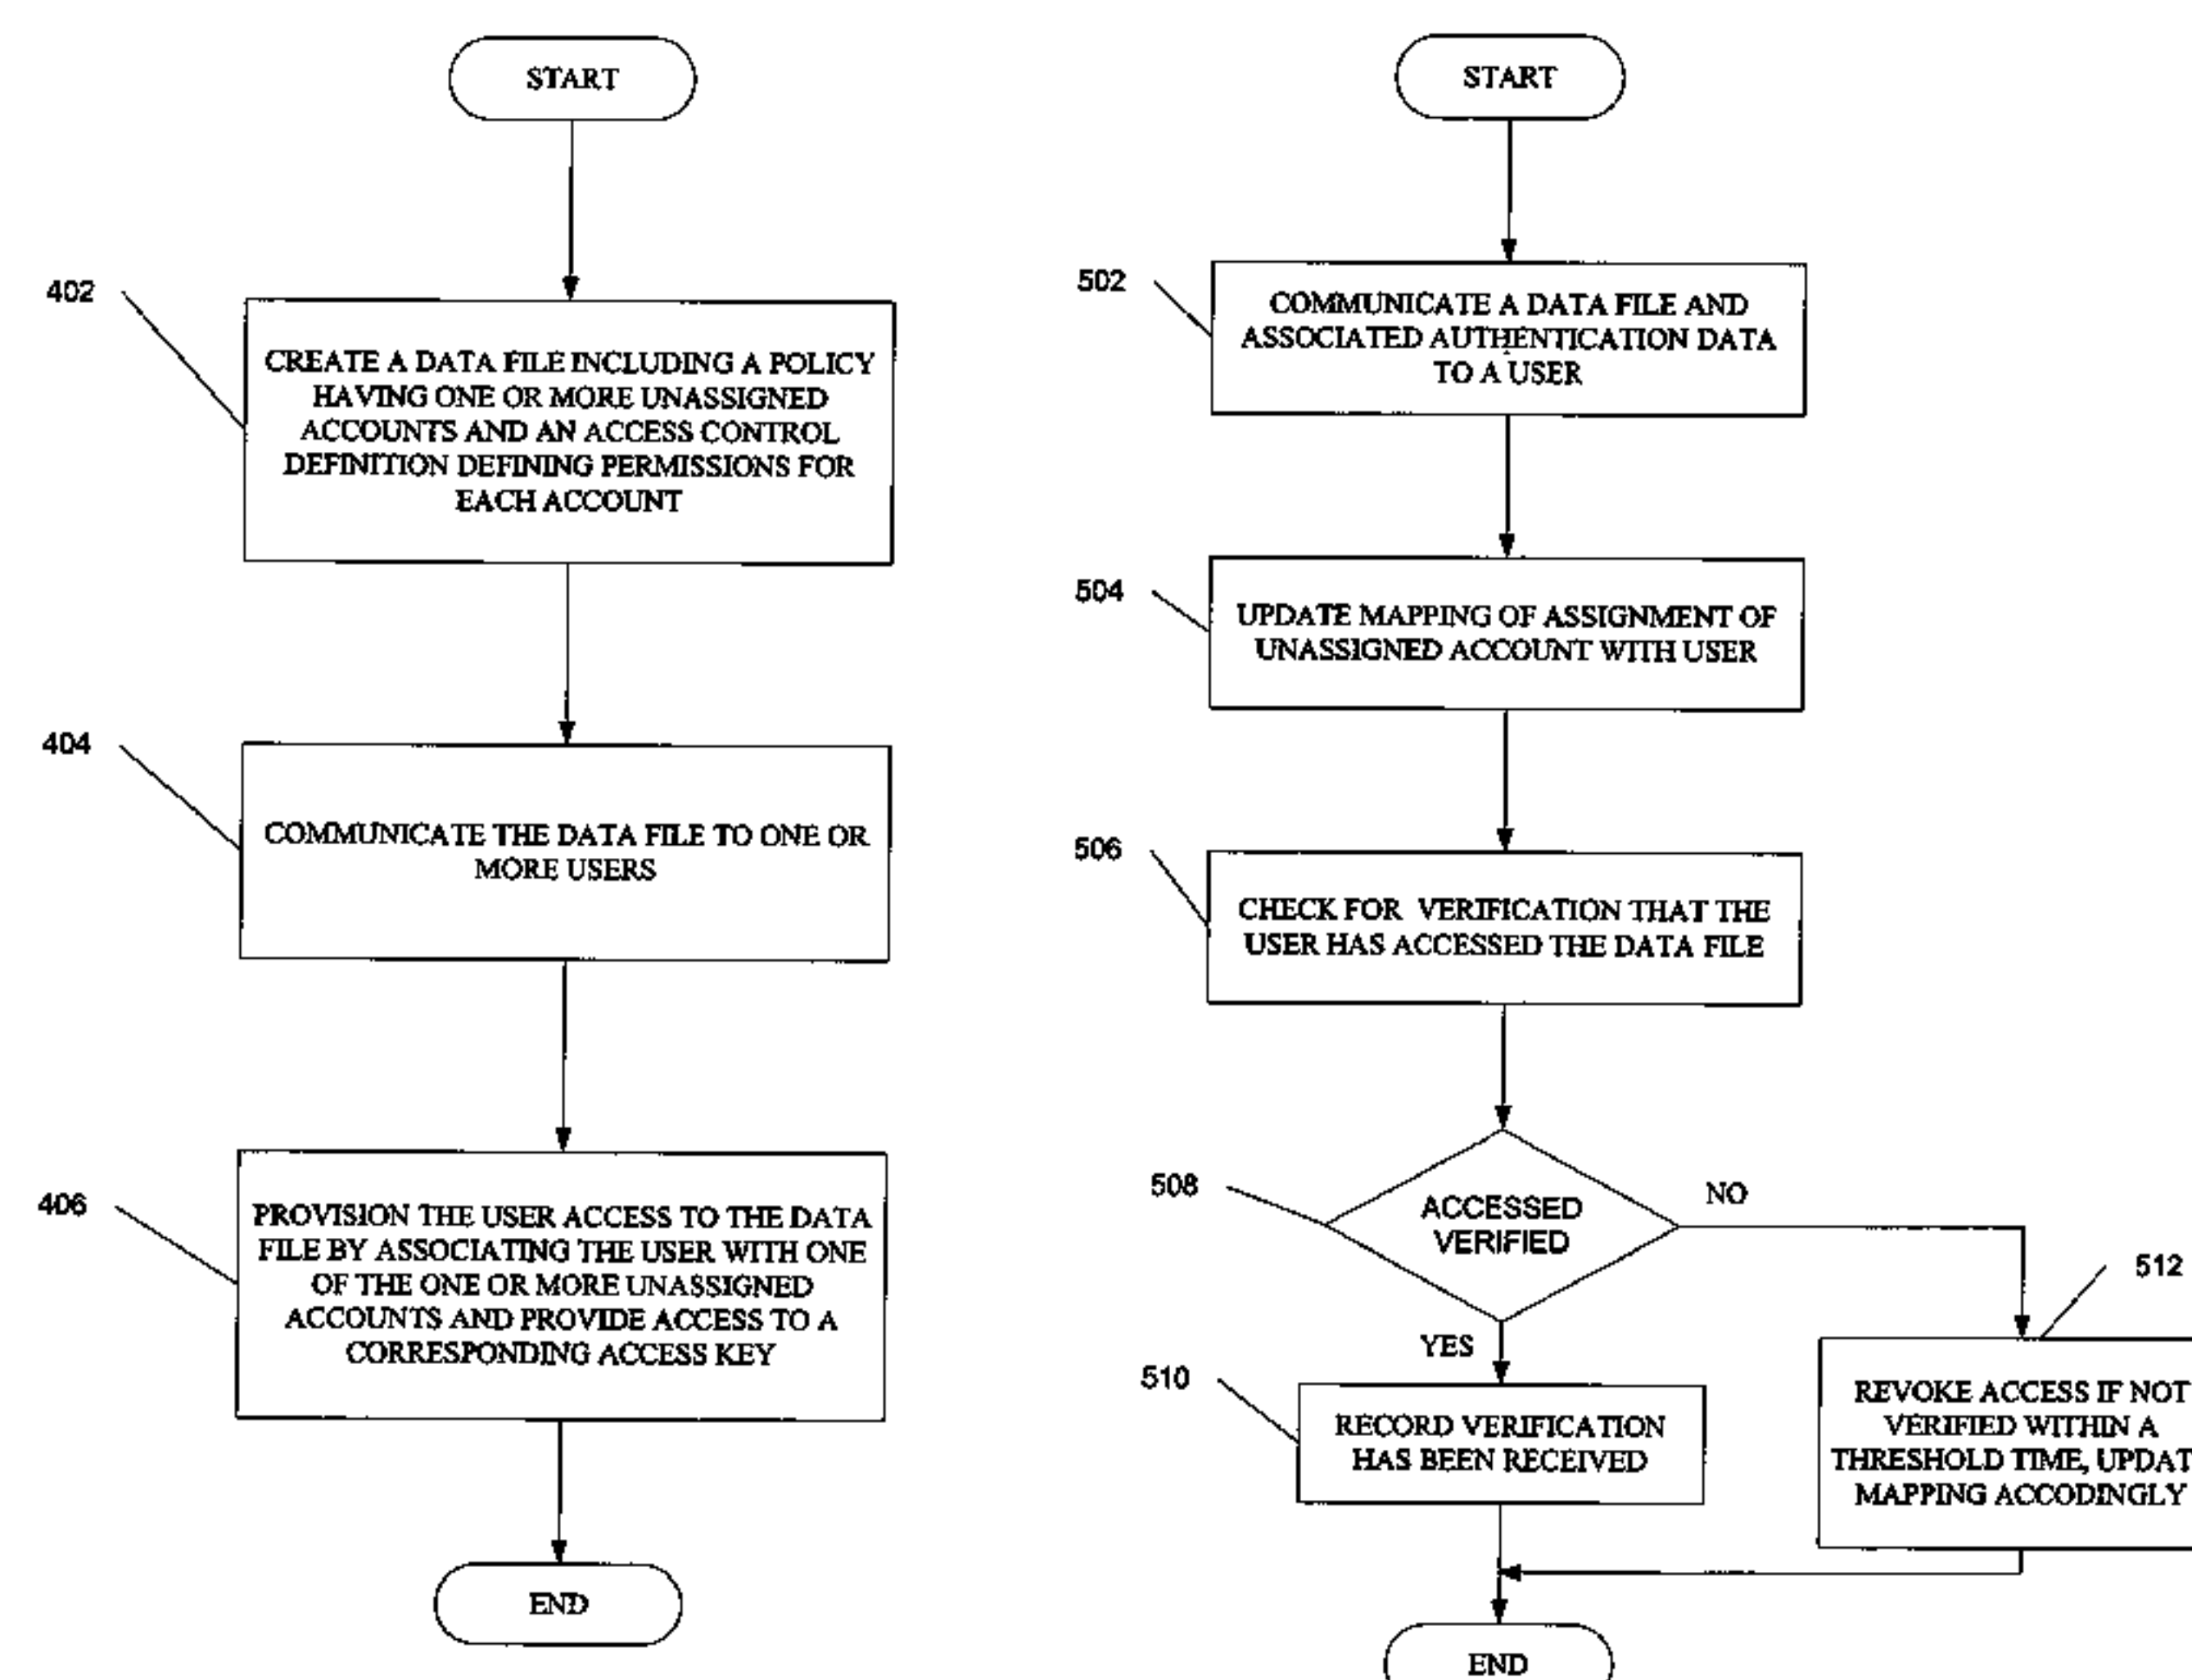 START
402
CREATE A DATA FILE INCLUDING A POLICY
HAVING ONE OR MORE UNASSIGNED
ACCOUNTS AND AN ACCESS CONTROL
DEFINITION DEFINING PERMISSIONS FOR
EACH ACCOUNT
404
COMMUNICATE THE DATA FILE TO ONE OR
MORE USERS
406
PROVISION THE USER ACCESS TO THE DATA
FILE BY ASSOCIATING THE USER WITH ONE
OF THE ONE OR MORE UNASSIGNED
ACCOUNTS AND PROVIDE ACCESS TO A
CORRESPONDING ACCESS KEY
END
START
502
COMMUNICATE A DATA FILE AND
ASSOCIATED AUTHENTICATION DATA
TO A USER
504
UPDATE MAPPING OF ASSIGNMENT OF
UNASSIGNED ACCOUNT WITH USER
506
CHECK FOR VERIFICATION THAT THE
USER HAS ACCESSED THE DATA FILE
508
ACCESSED
VERIFIED
NO
YES
510
RECORD VERIFICATION
HAS BEEN RECEIVED
512
REVOKE ACCESS IF NOT
VERIFIED WITHIN A
THRESHOLD TIME, UPDAT
MAPPING ACCODINGLY
END